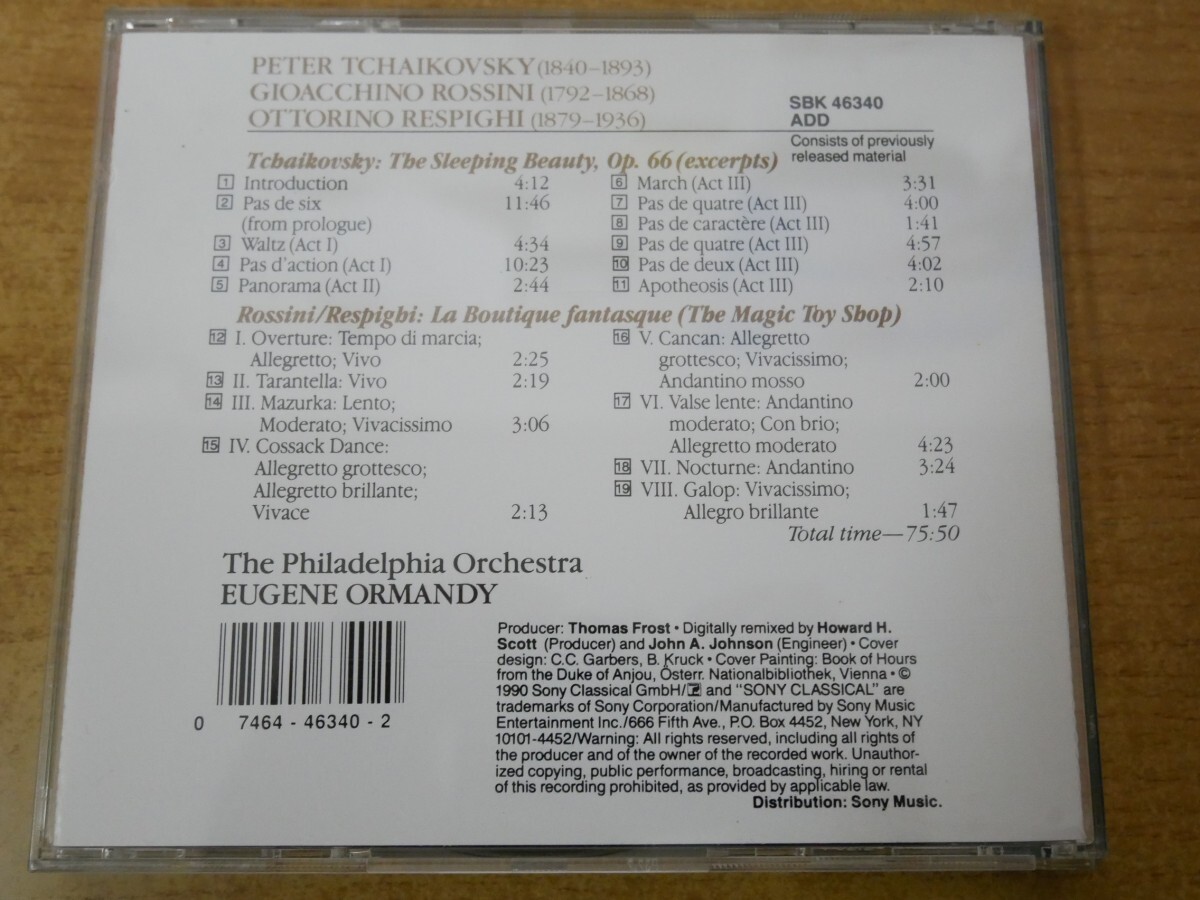 PETER TCHAIKOVSKY (1840–1893)
GIOACCHINO ROSSINI (1792–1868)
OTTORINO RESPIGHI (1879–1936)
SBK 46340
ADD
Consists of previously
released material
Tchaikovsky: The Sleeping Beauty, Op. 66 (excerpts)
1 Introduction 4:12
2 Pas de six 11:46
(from prologue)
3 Waltz (Act I) 4:34
4 Pas d'action (Act I) 10:23
5 Panorama (Act II) 2:44
6 March (Act III) 3:31
7 Pas de quatre (Act III) 4:00
8 Pas de caractère (Act III) 1:41
9 Pas de quatre (Act III) 4:57
10 Pas de deux (Act III) 4:02
11 Apotheosis (Act III) 2:10
Rossini/Respighi: La Boutique fantasque (The Magic Toy Shop)
12 I. Overture: Tempo di marcia;
Allegretto; Vivo 2:25
13 II. Tarantella: Vivo 2:19
14 III. Mazurka: Lento;
Moderato; Vivacissimo 3:06
15 IV. Cossack Dance:
Allegretto grottesco;
Allegretto brillante;
Vivace 2:13
16 V. Cancan: Allegretto
grottesco; Vivacissimo;
Andantino mosso 2:00
17 VI. Valse lente: Andantino
moderato; Con brio;
Allegretto moderato 4:23
18 VII. Nocturne: Andantino 3:24
19 VIII. Galop: Vivacissimo;
Allegro brillante 1:47
Total time—75:50
The Philadelphia Orchestra
EUGENE ORMANDY
0 7464 - 46340 - 2
Producer: Thomas Frost • Digitally remixed by Howard H.
Scott (Producer) and John A. Johnson (Engineer) • Cover
design: C.C. Garbers, B. Kruck • Cover Painting: Book of Hours
from the Duke of Anjou, Österr. Nationalbibliothek, Vienna • ©
1990 Sony Classical GmbH/ and "SONY CLASSICAL" are
trademarks of Sony Corporation/Manufactured by Sony Music
Entertainment Inc./666 Fifth Ave., P.O. Box 4452, New York, NY
10101-4452/Warning: All rights reserved, including all rights of
the producer and of the owner of the recorded work. Unauthor-
ized copying, public performance, broadcasting, hiring or rental
of this recording prohibited, as provided by applicable law.
Distribution: Sony Music.